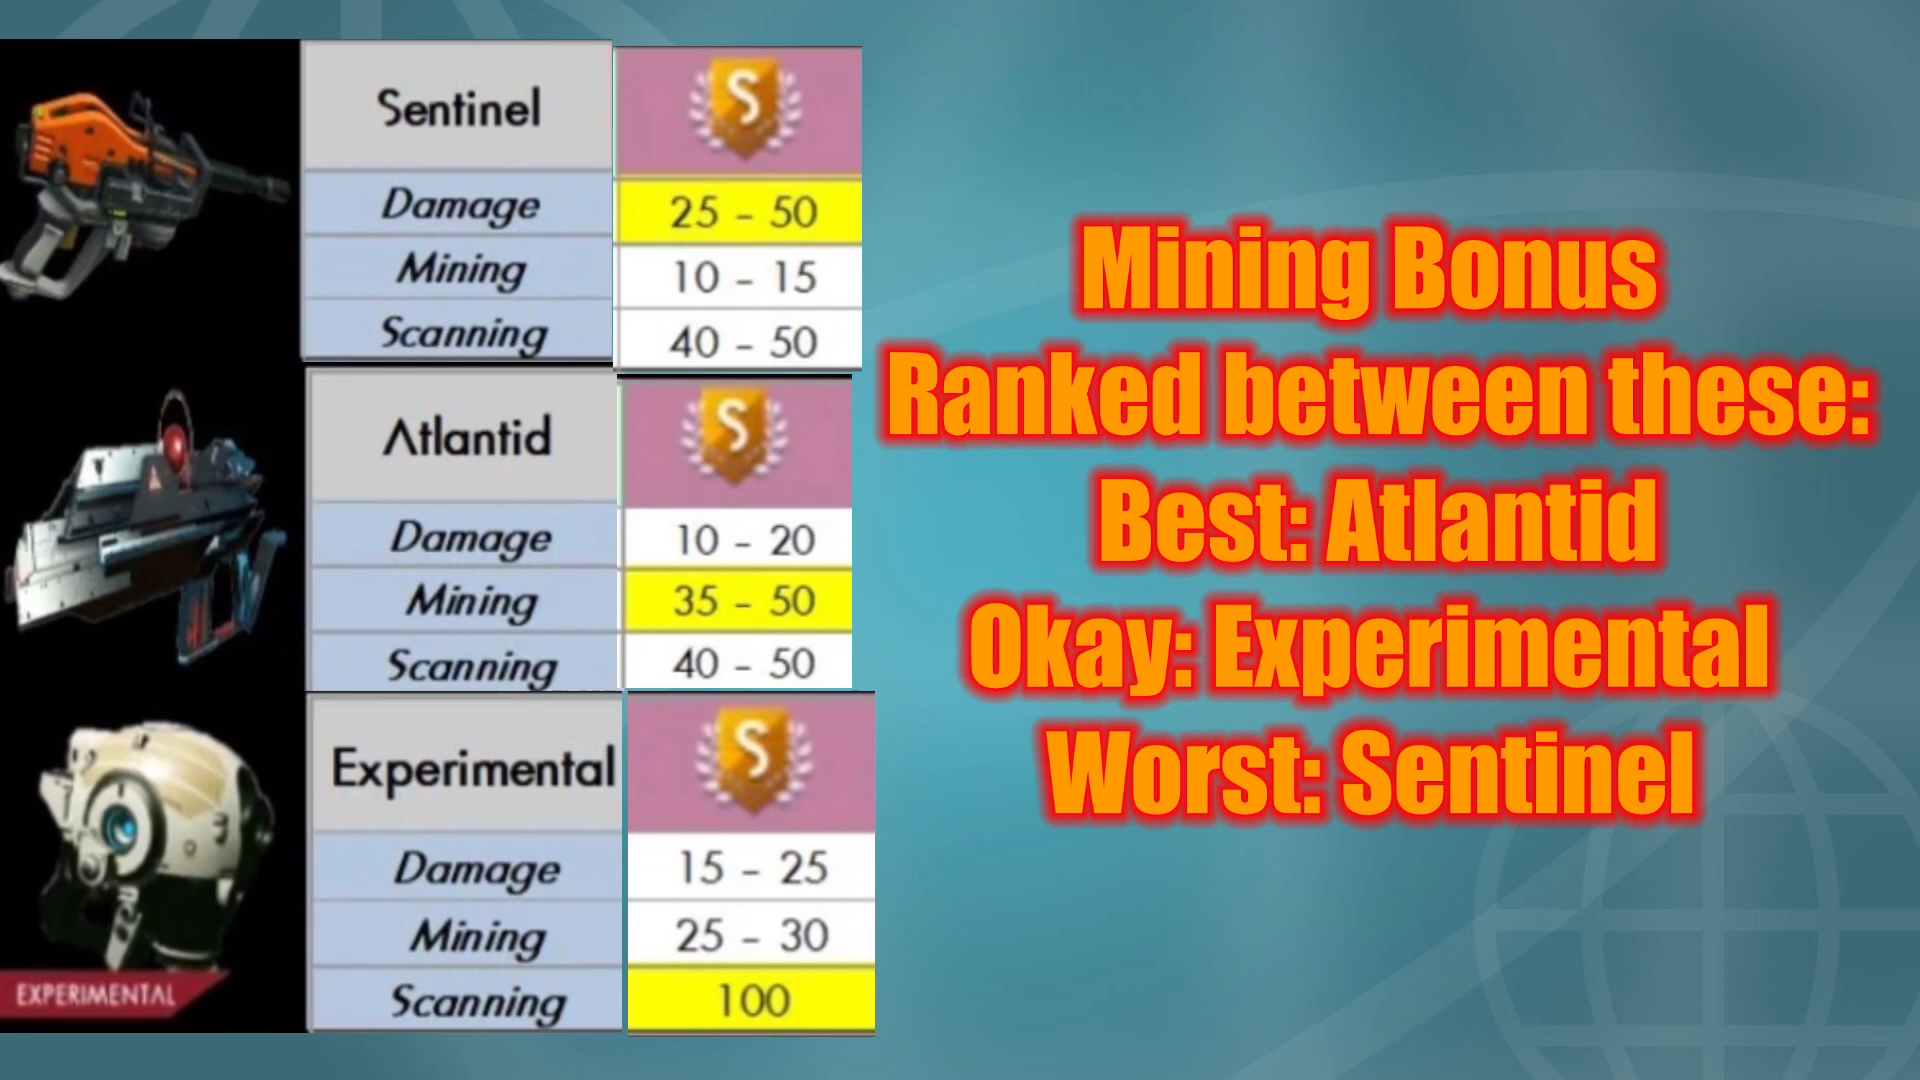 Sentinel
S
Damage
25 - 50
Mining
10 - 15
Scanning
40 - 50
Atlantid
S
Damage
10 - 20
Mining
35 - 50
Scanning
40 - 50
Experimental
S
Damage
15 - 25
Mining
25 - 30
Scanning
100
EXPERIMENTAL
Mining Bonus
Ranked between these:
Best: Atlantid
Okay: Experimental
Worst: Sentinel